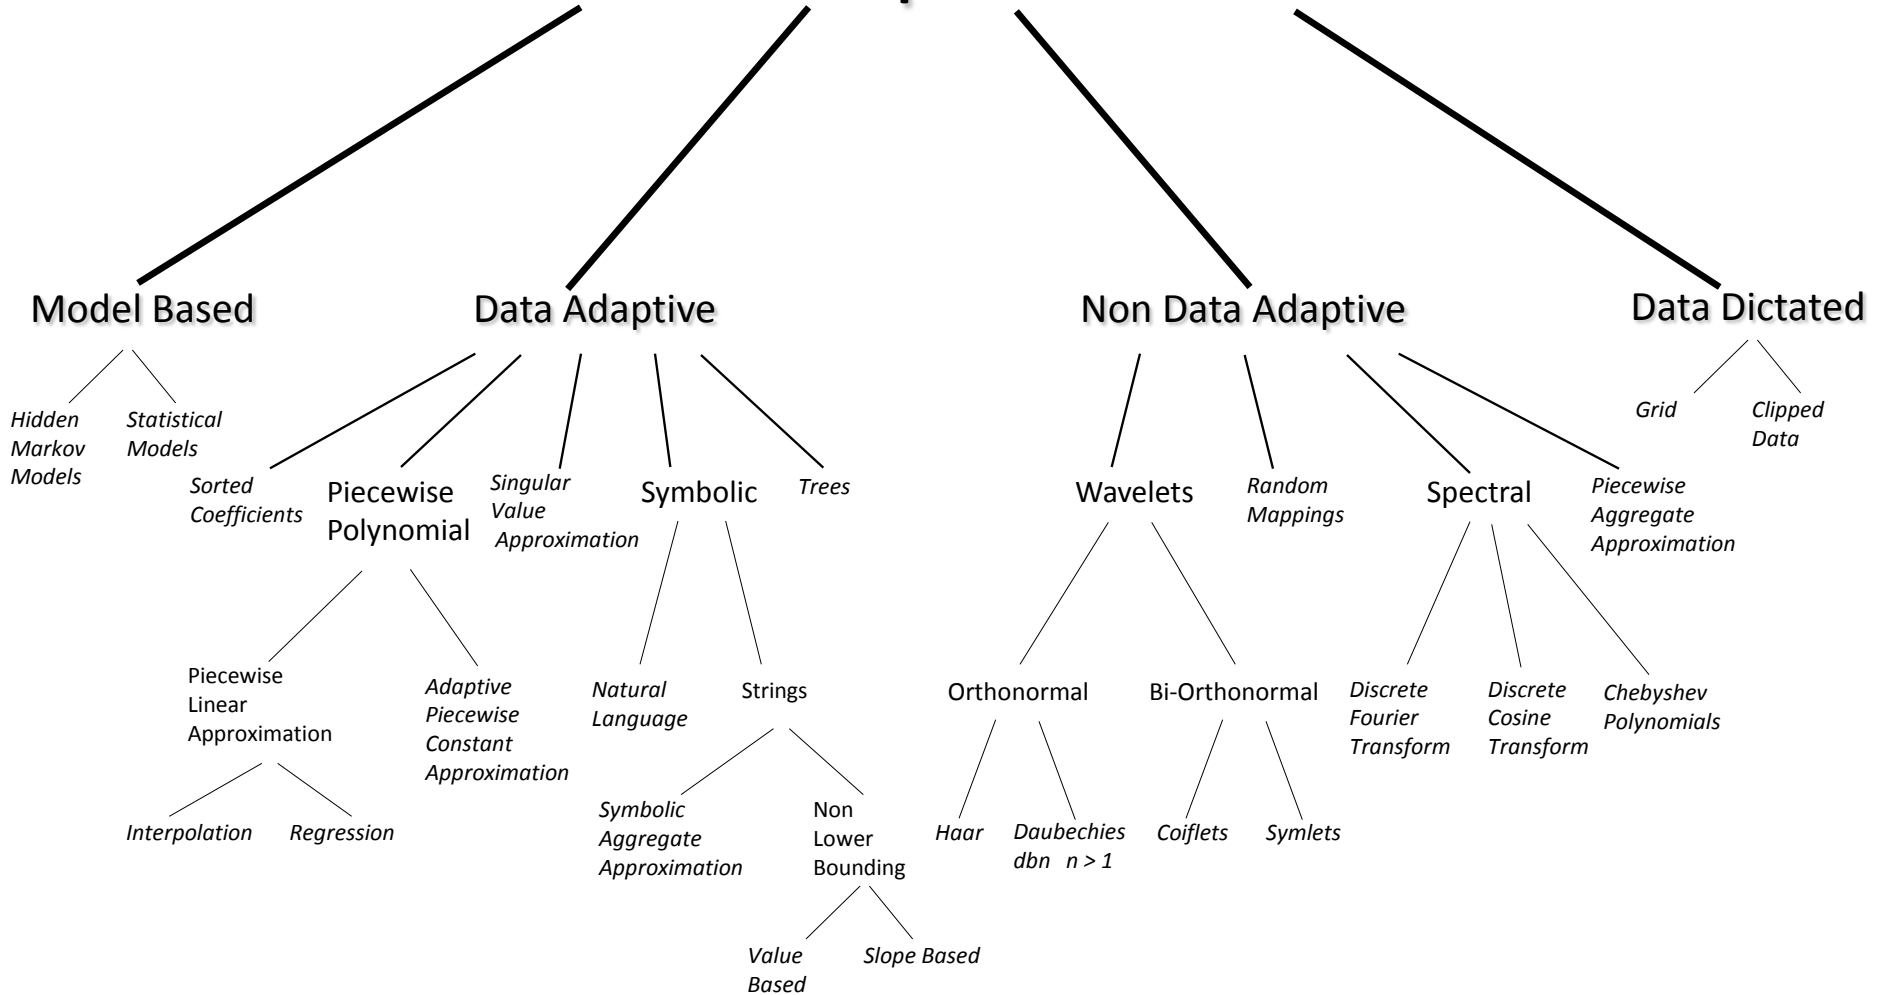 Model Based
Data Adaptive
Non Data Adaptive
Data Dictated
Hidden
Markov
Models
Statistical
Models
Grid
Clipped
Data
Sorted
Coefficients
Piecewise
Polynomial
Singular
Value
Approximation
Symbolic
Trees
Wavelets
Random
Mappings
Spectral
Piecewise
Aggregate
Approximation
Piecewise
Linear
Approximation
Adaptive
Piecewise
Constant
Approximation
Natural
Language
Strings
Orthonormal
Bi-Orthonormal
Discrete
Fourier
Transform
Discrete
Cosine
Transform
Chebyshev
Polynomials
Interpolation
Regression
Symbolic
Aggregate
Approximation
Non
Lower
Bounding
Haar
Daubechies
dbn n > 1
Coiflets
Symlets
Value
Based
Slope Based